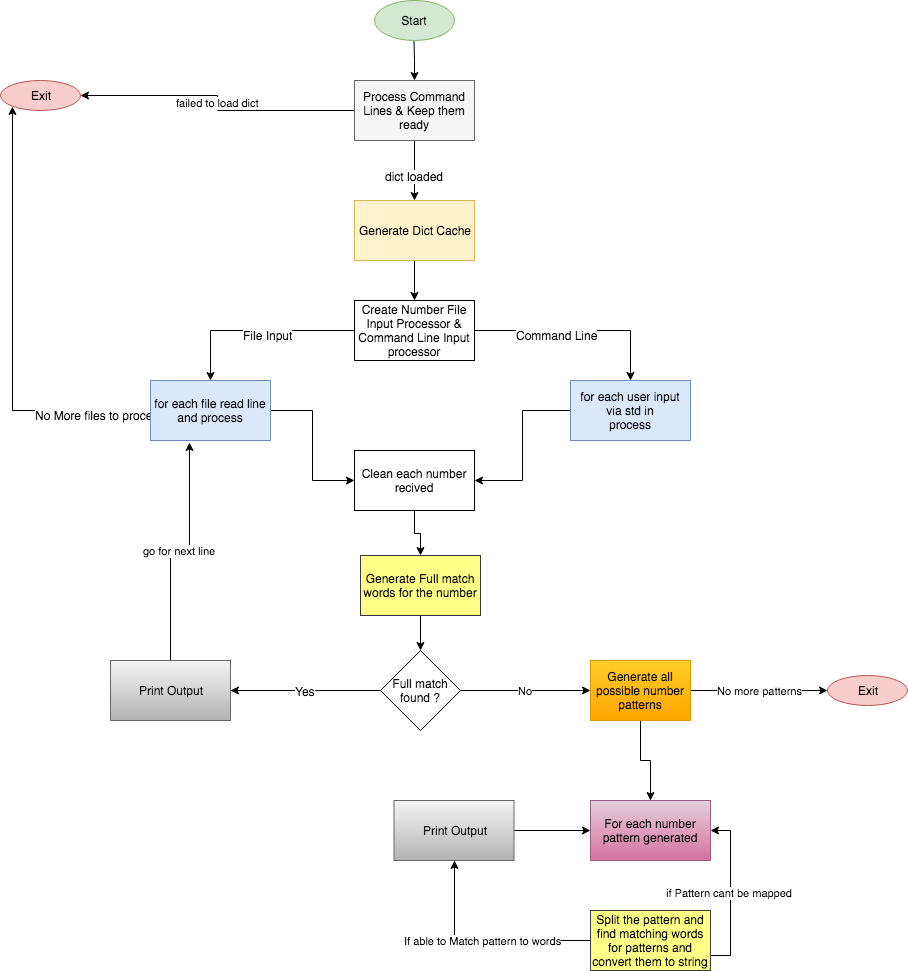 Start
Exit
failed to load dict
Process Command
Lines & Keep them
ready
dict loaded
Generate Dict Cache
Create Number File
Input Processor &
Command Line Input
processor
File Input
Command Line
for each file read line
and process
for each user input
via std in
process
No More files to proce
Clean each number
recived
go for next line
Generate Full match
words for the number
Full match
found ?
Yes
No
Print Output
Generate all
possible number
patterns
No more patterns
Exit
Print Output
For each number
pattern generated
if Pattern cant be mapped
If able to Match pattern to words
Split the pattern and
find matching words
for patterns and
convert them to string